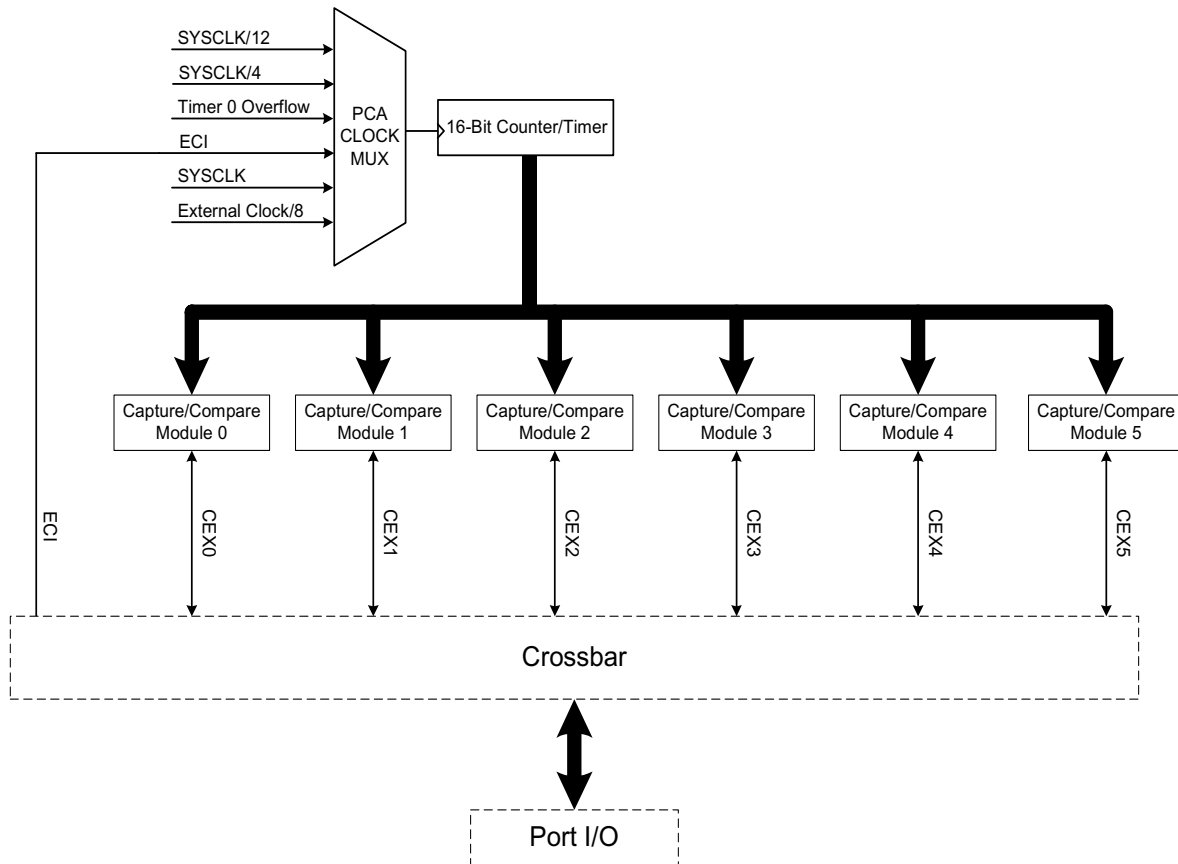 SYSCLK/12
SYSCLK/4
Timer 0 Overflow
ECI
SYSCLK
External Clock/8
PCA
CLOCK
MUX
16-Bit Counter/Timer
Capture/Compare
Module 0
Capture/Compare
Module 1
Capture/Compare
Module 2
Capture/Compare
Module 3
Capture/Compare
Module 4
Capture/Compare
Module 5
ECI
CEX0
CEX1
CEX2
CEX3
CEX4
CEX5
Crossbar
Port I/O